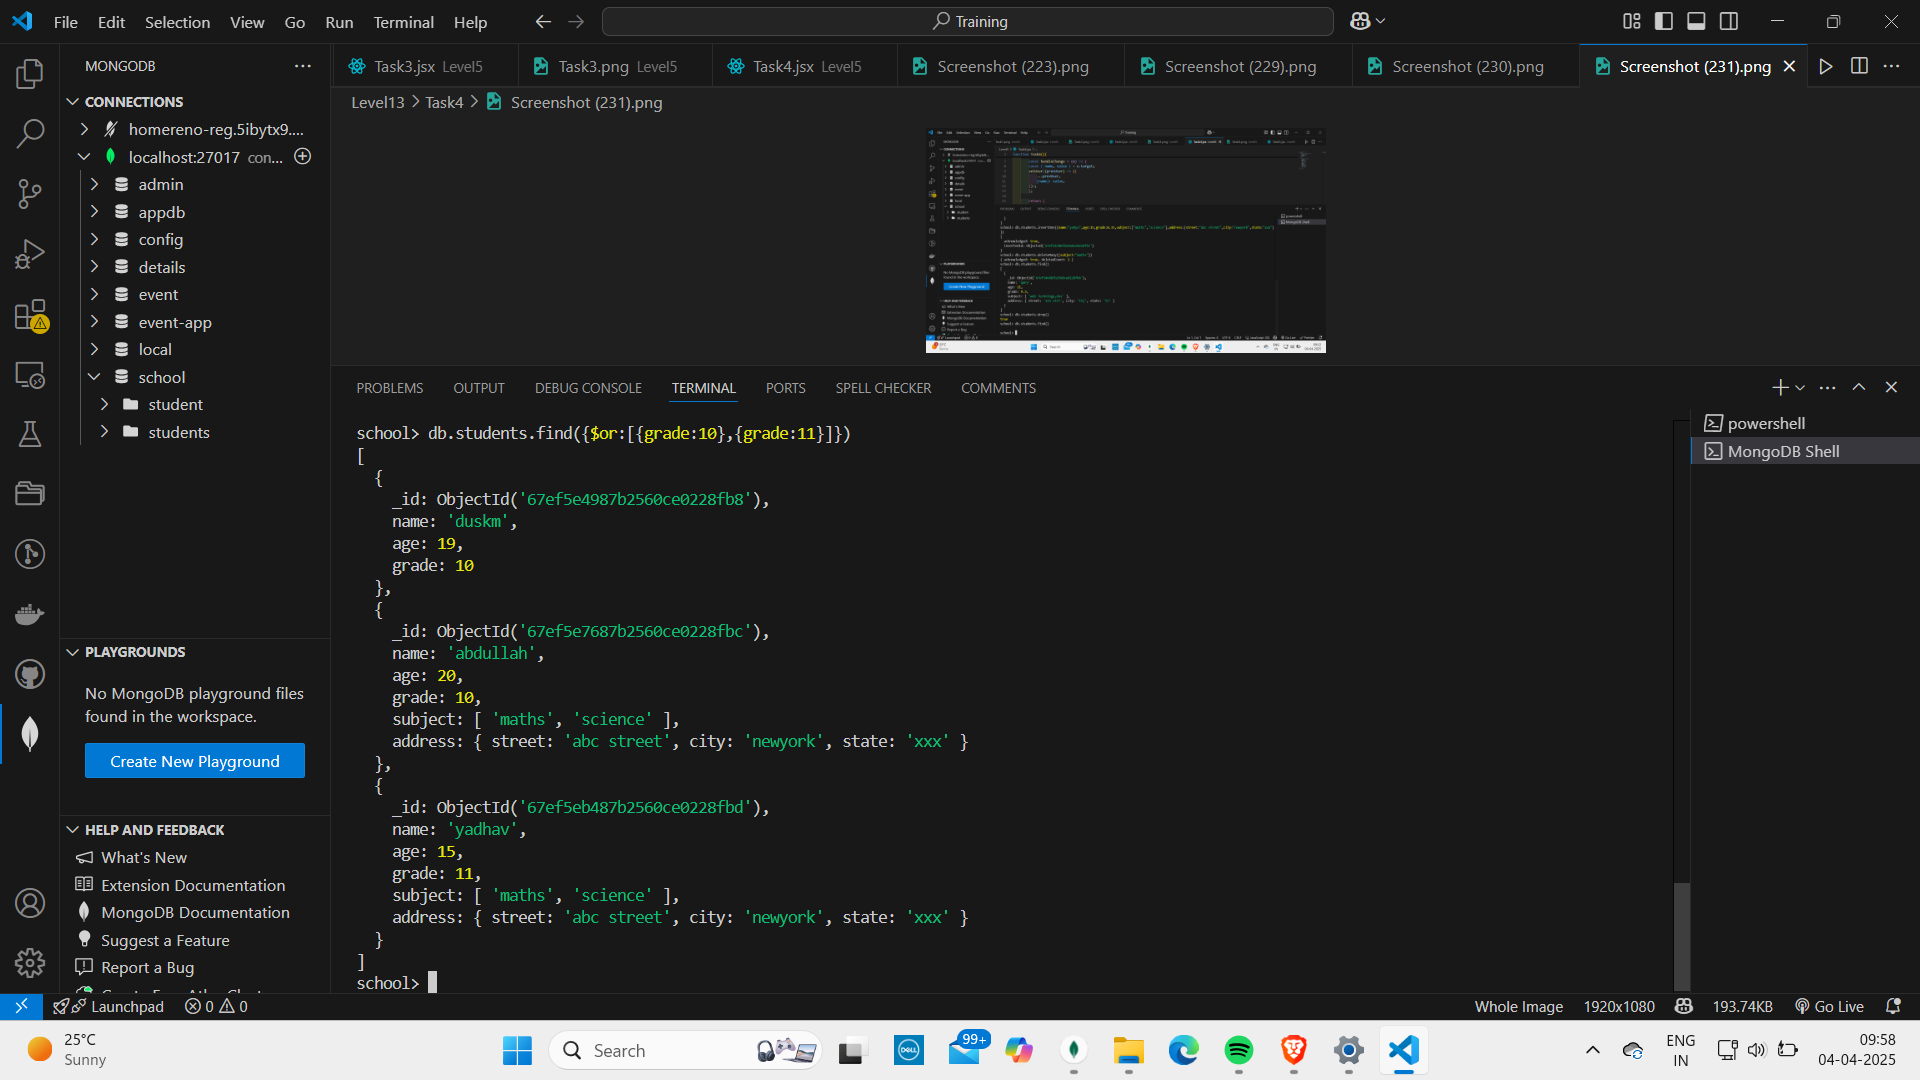 File Edit Selection View Go Run Terminal Help
Training
MONGODB
CONNECTIONS
homereno-reg.5ibytx9....
localhost:27017 con...
admin
appdb
config
details
event
event-app
local
school
student
students
PLAYGROUNDS
No MongoDB playground files
found in the workspace.
Create New Playground
HELP AND FEEDBACK
What's New
Extension Documentation
MongoDB Documentation
Suggest a Feature
Report a Bug
Task3.jsx Level5
Task3.png Level5
Task4.jsx Level5
Screenshot (223).png
Screenshot (229).png
Screenshot (230).png
Screenshot (231).png
Level13 > Task4 > Screenshot (231).png
PROBLEMS OUTPUT DEBUG CONSOLE TERMINAL PORTS SPELL CHECKER COMMENTS
powershell
MongoDB Shell
school> db.students.find({$or:[{grade:10},{grade:11}]})
[
{
_id: ObjectId('67ef5e4987b2560ce0228fb8'),
name: 'duskm',
age: 19,
grade: 10
},
{
_id: ObjectId('67ef5e7687b2560ce0228fbc'),
name: 'abdullah',
age: 20,
grade: 10,
subject: [ 'maths', 'science' ],
address: { street: 'abc street', city: 'newyork', state: 'xxx' }
},
{
_id: ObjectId('67ef5eb487b2560ce0228fbd'),
name: 'yadhav',
age: 15,
grade: 11,
subject: [ 'maths', 'science' ],
address: { street: 'abc street', city: 'newyork', state: 'xxx' }
}
]
school>
Launchpad 0 0
Whole Image 1920x1080 193.74KB Go Live
25°C
Sunny
Search
DELL
99+
ENG
IN
09:58
04-04-2025